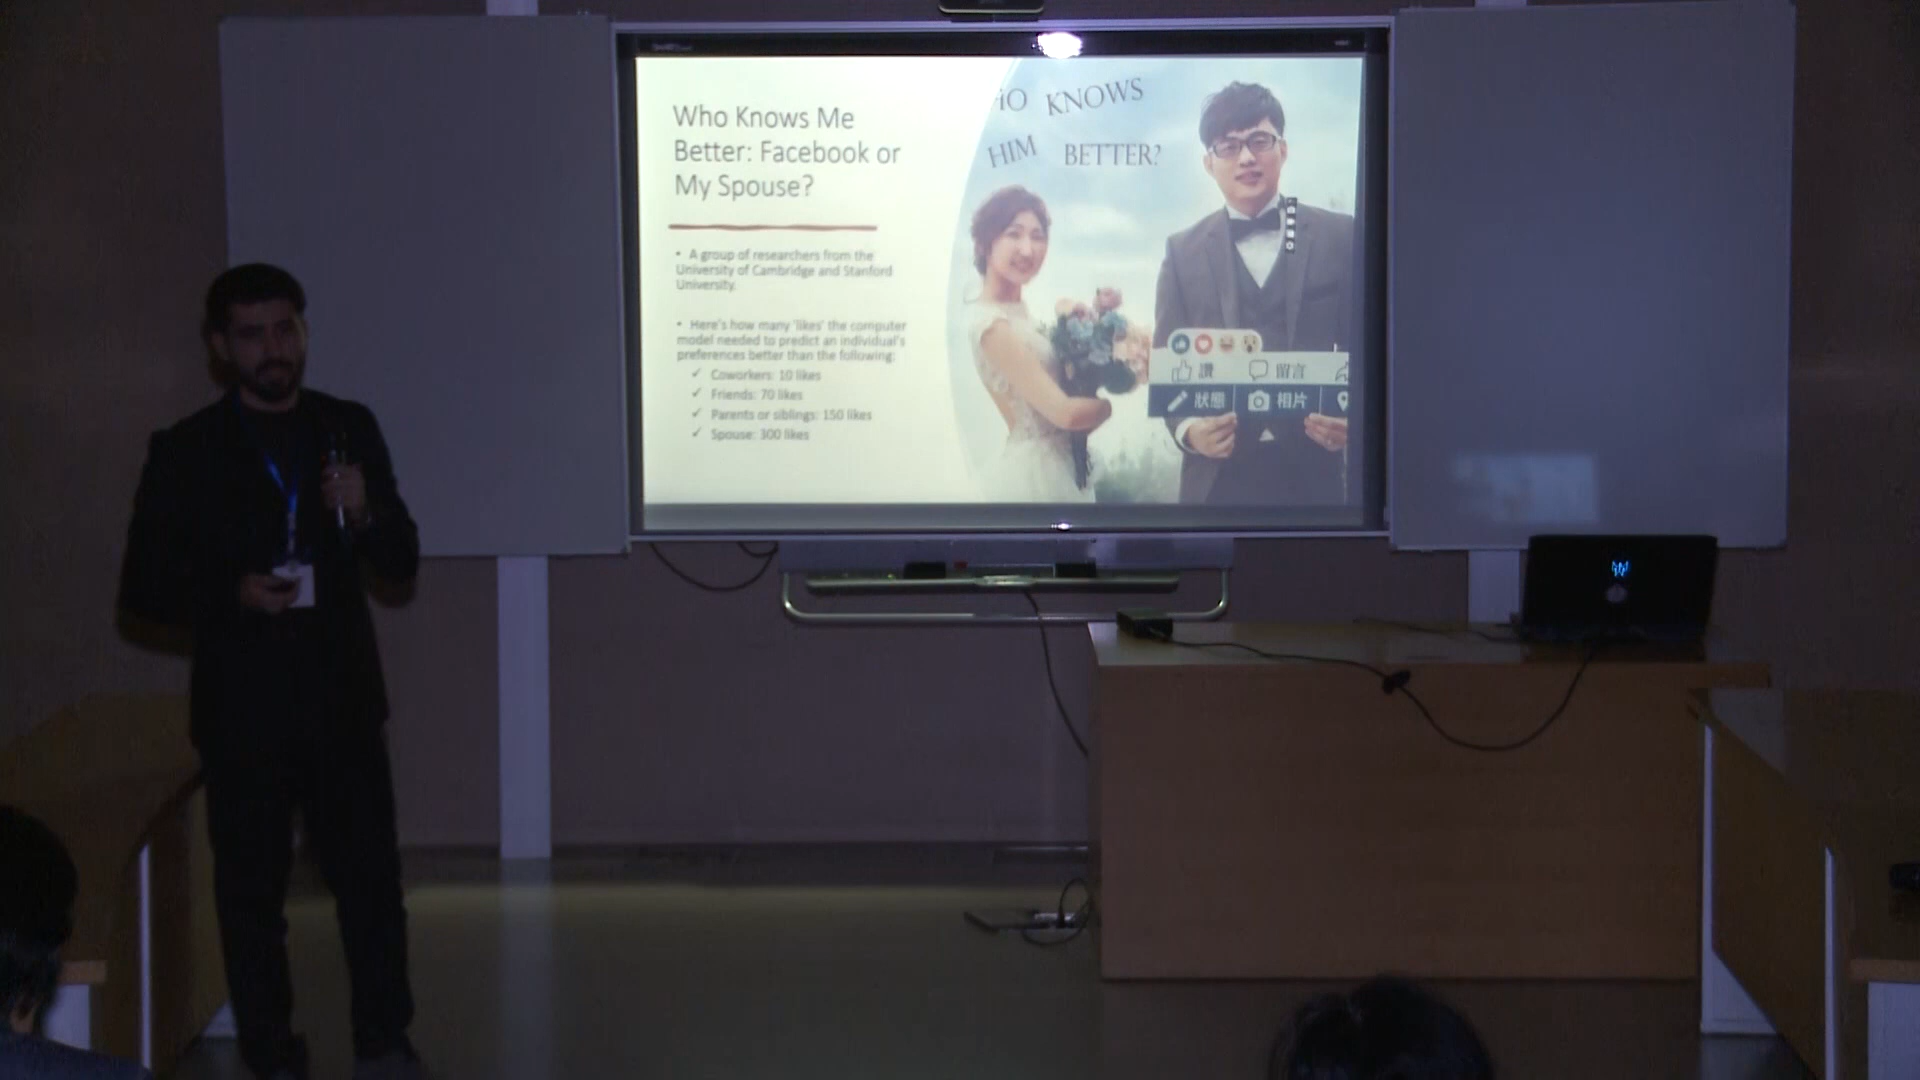 Who Knows Me
Better: Facebook or
My Spouse?
• A group of researchers from the
University of Cambridge and Stanford
University.
• Here's how many 'likes' the computer
model needed to predict an individual's
preferences better than the following:
✓ Coworkers: 10 likes
✓ Friends: 70 likes
✓ Parents or siblings: 150 likes
✓ Spouse: 300 likes
KNOWS
HIM BETTER?
讚 留言
狀態 相片